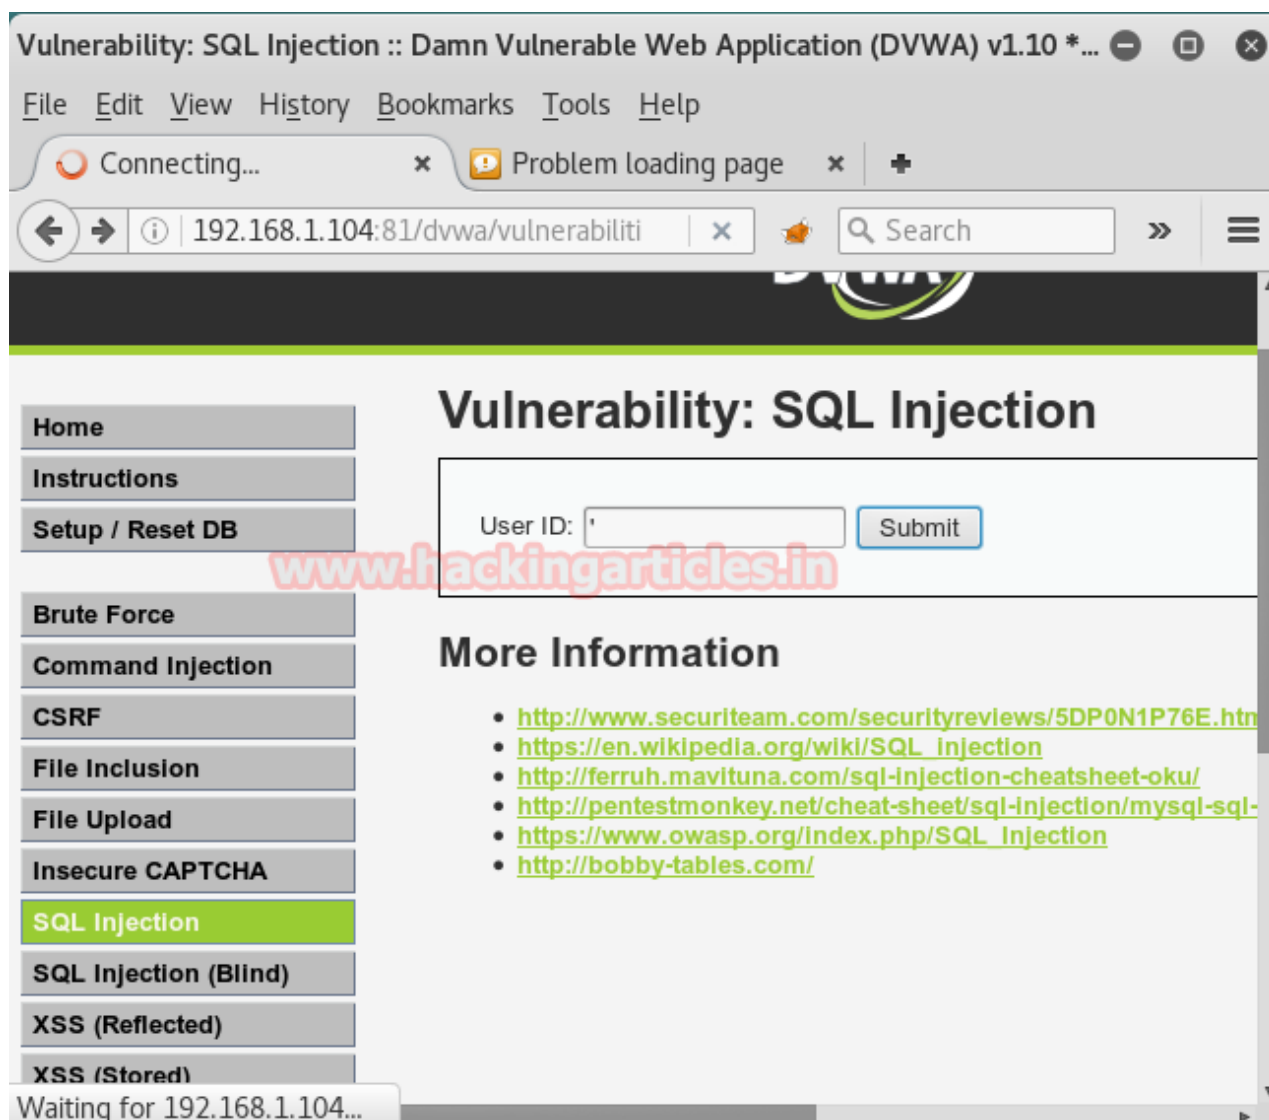 Vulnerability: SQL Injection :: Damn Vulnerable Web Application (DVWA) v1.10 *...
File Edit View History Bookmarks Tools Help
Connecting... Problem loading page
192.168.1.104:81/dvwa/vulnerabiliti Search
DVWA
Home
Instructions
Setup / Reset DB
Brute Force
Command Injection
CSRF
File Inclusion
File Upload
Insecure CAPTCHA
SQL Injection
SQL Injection (Blind)
XSS (Reflected)
XSS (Stored)
Vulnerability: SQL Injection
User ID: ' Submit
www.hackingarticles.in
More Information
• http://www.securiteam.com/securityreviews/5DP0N1P76E.htm
• https://en.wikipedia.org/wiki/SQL_injection
• http://ferruh.mavituna.com/sql-injection-cheatsheet-oku/
• http://pentestmonkey.net/cheat-sheet/sql-injection/mysql-sql-
• https://www.owasp.org/index.php/SQL_Injection
• http://bobby-tables.com/
Waiting for 192.168.1.104...